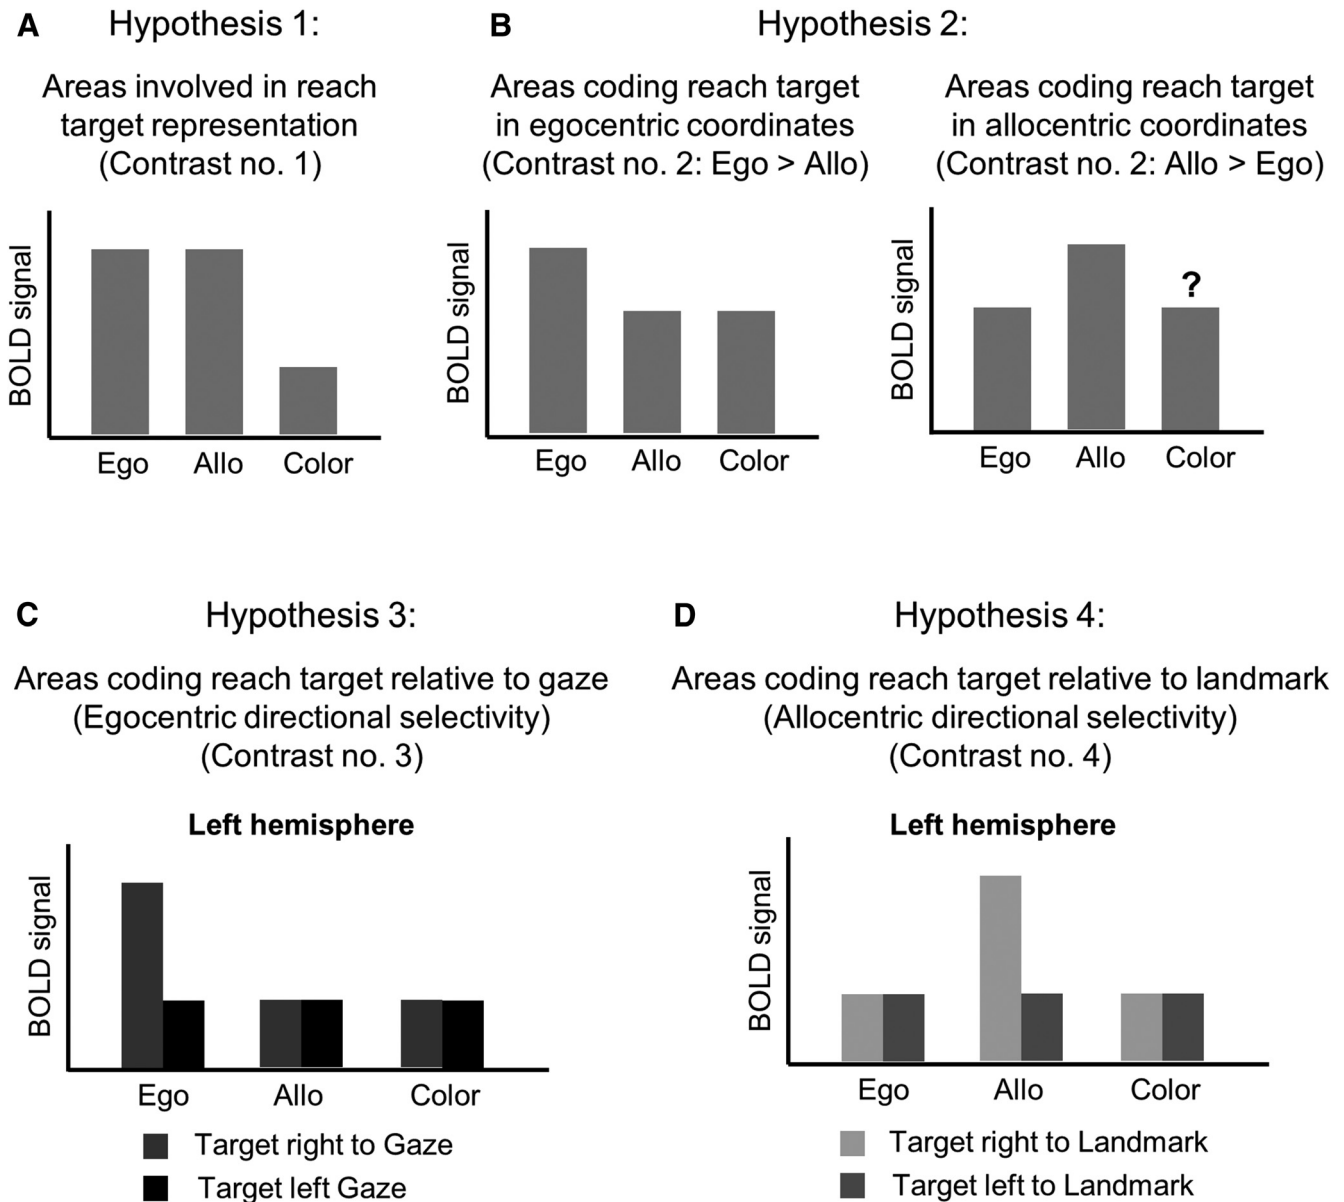 A
Hypothesis 1:
Areas involved in reach
target representation
(Contrast no. 1)
BOLD signal
Ego Allo Color
B
Hypothesis 2:
Areas coding reach target
in egocentric coordinates
(Contrast no. 2: Ego > Allo)
BOLD signal
Ego Allo Color
Areas coding reach target
in allocentric coordinates
(Contrast no. 2: Allo > Ego)
BOLD signal
?
Ego Allo Color
C
Hypothesis 3:
Areas coding reach target relative to gaze
(Egocentric directional selectivity)
(Contrast no. 3)
Left hemisphere
BOLD signal
Ego Allo Color
Target right to Gaze
Target left Gaze
D
Hypothesis 4:
Areas coding reach target relative to landmark
(Allocentric directional selectivity)
(Contrast no. 4)
Left hemisphere
BOLD signal
Ego Allo Color
Target right to Landmark
Target left to Landmark